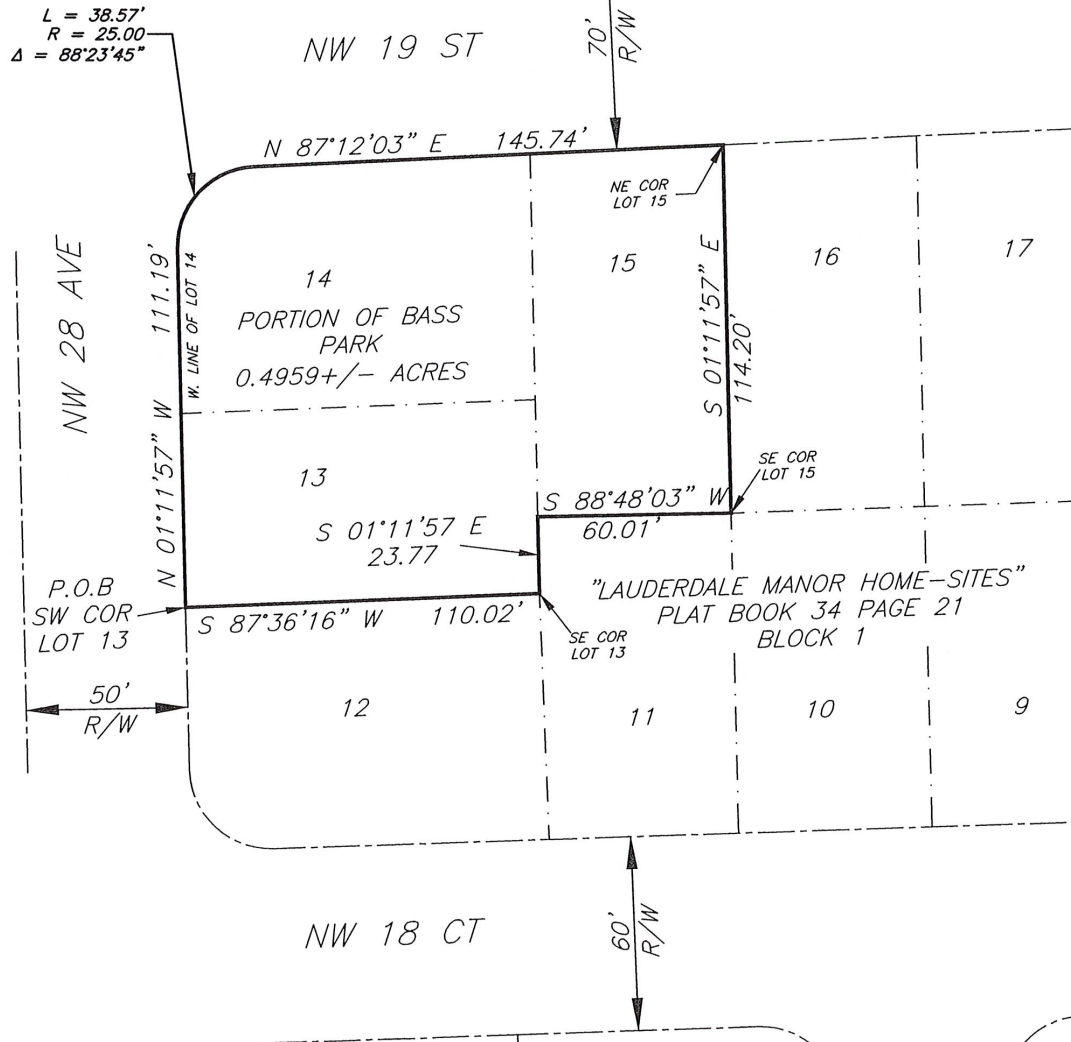 L = 38.57'
R = 25.00
Δ = 88°23'45"
NW 19 ST
70'
R/W
N 87°12'03" E 145.74'
NE COR
LOT 15
NW 28 AVE
111.19'
N 01°11'57" W
W. LINE OF LOT 14
14
PORTION OF BASS
PARK
0.4959+/- ACRES
15
S 01°11'57" E
114.20'
16
17
13
SE COR
LOT 15
S 88°48'03" W
60.01'
S 01°11'57 E
23.77
P.O.B
SW COR
LOT 13
S 87°36'16" W 110.02'
SE COR
LOT 13
"LAUDERDALE MANOR HOME-SITES"
PLAT BOOK 34 PAGE 21
BLOCK 1
50'
R/W
12
11
10
9
NW 18 CT
60'
R/W